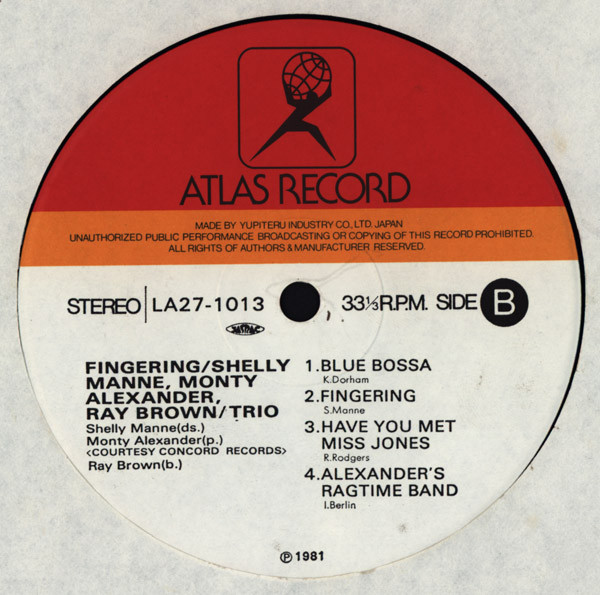 ATLAS RECORD
MADE BY YUPITERU INDUSTRY CO., LTD. JAPAN
UNAUTHORIZED PUBLIC PERFORMANCE BROADCASTING OR COPYING OF THIS RECORD PROHIBITED.
ALL RIGHTS OF AUTHORS & MANUFACTURER RESERVED.
STEREO LA27-1013 33⅓ R.P.M. SIDE B
JASRAC
FINGERING/SHELLY
MANNE, MONTY
ALEXANDER,
RAY BROWN/TRIO
Shelly Manne(ds.)
Monty Alexander(p.)
<COURTESY CONCORD RECORDS>
Ray Brown(b.)
1.BLUE BOSSA
K.Dorham
2.FINGERING
S.Manne
3.HAVE YOU MET
MISS JONES
R.Rodgers
4.ALEXANDER'S
RAGTIME BAND
I.Berlin
Ⓟ 1981